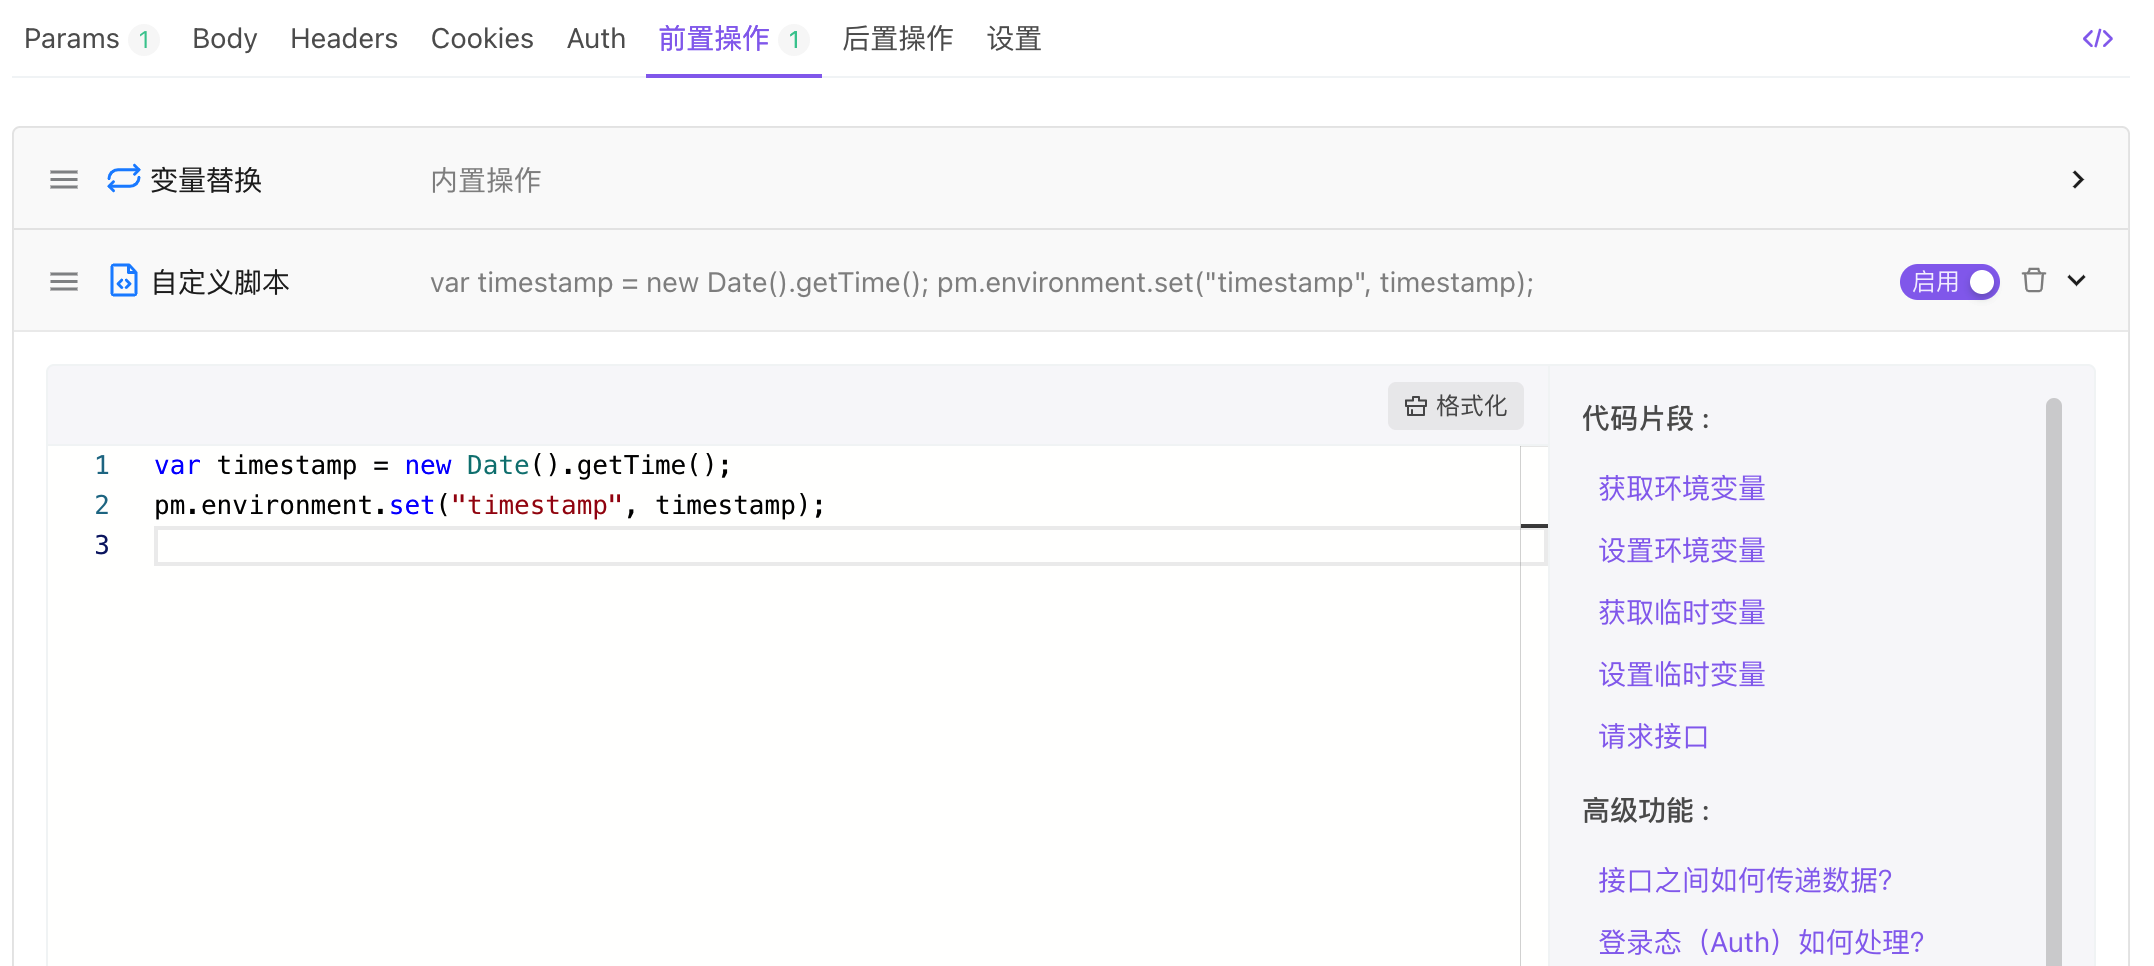 Params 1 Body Headers Cookies Auth 前置操作 1 后置操作 设置 </>
变量替换 内置操作
自定义脚本 var timestamp = new Date().getTime(); pm.environment.set("timestamp", timestamp); 启用
格式化
1 var timestamp = new Date().getTime();
2 pm.environment.set("timestamp", timestamp);
3
代码片段：
获取环境变量
设置环境变量
获取临时变量
设置临时变量
请求接口
高级功能：
接口之间如何传递数据?
登录态（Auth）如何处理?